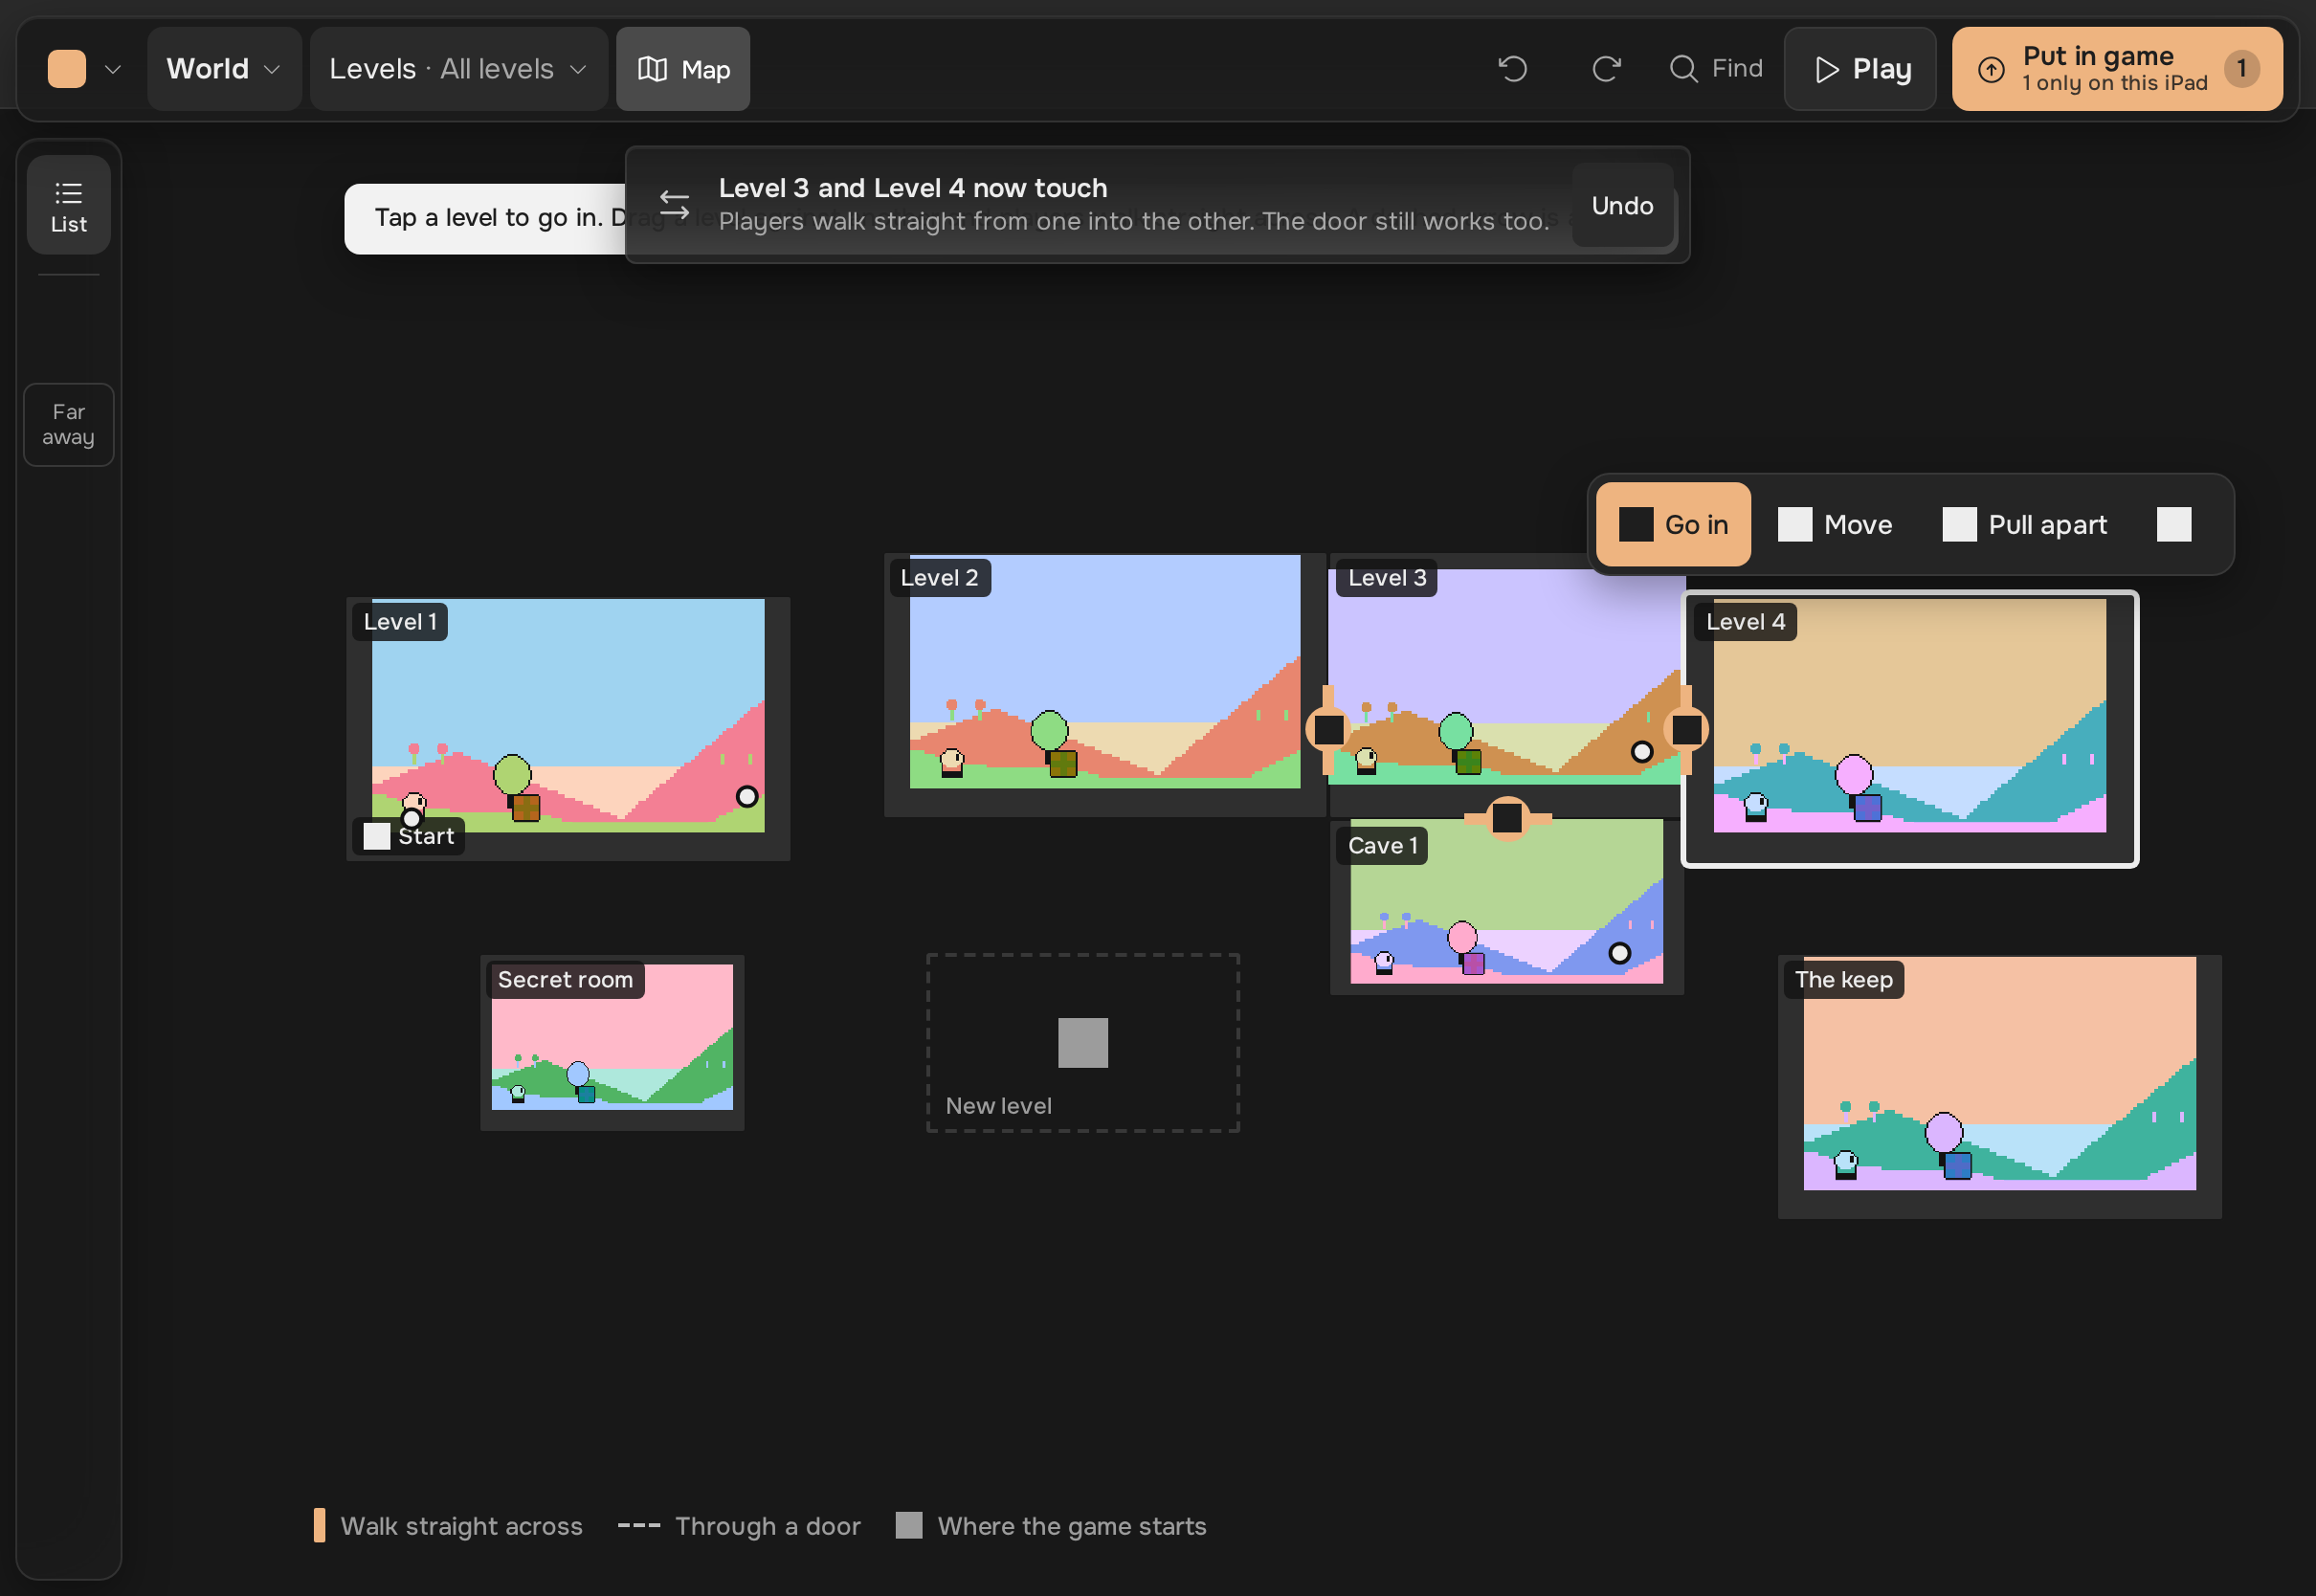 World
Levels · All levels
Map
Find
Play
Put in game
1 only on this iPad
1
List
Far
away
Tap a level to go in. Drag a level
Level 3 and Level 4 now touch
Players walk straight from one into the other. The door still works too.
Undo
Go in
Move
Pull apart
Level 1
Level 2
Level 3
Level 4
Start
Cave 1
Secret room
New level
The keep
Walk straight across
Through a door
Where the game starts